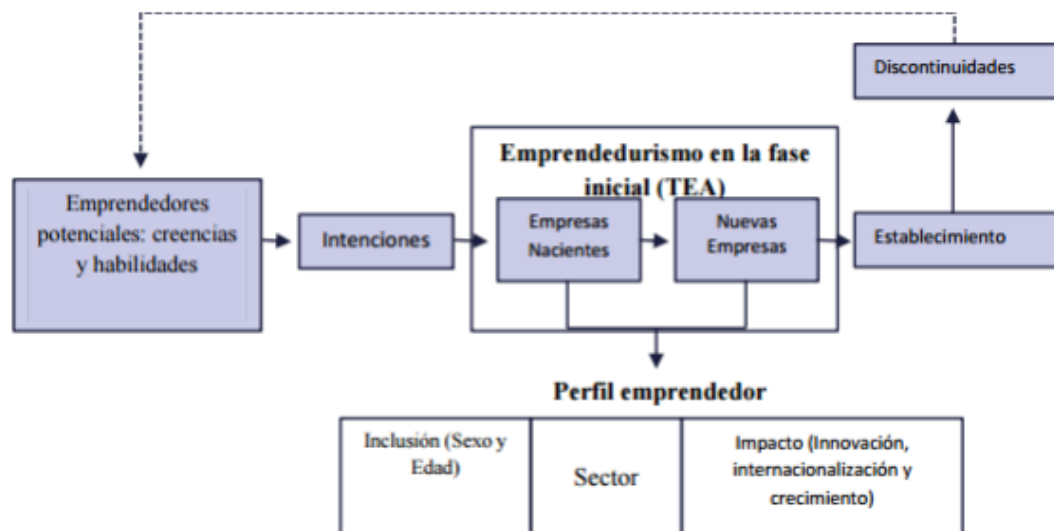 Discontinuidades
Emprendedurismo en la fase
inicial (TEA)
Emprendedores
potenciales: creencias
y habilidades
Intenciones
Empresas
Nacientes
Nuevas
Empresas
Establecimiento
Perfil emprendedor
Inclusión (Sexo y
Edad)
Sector
Impacto (Innovación,
internacionalización y
crecimiento)